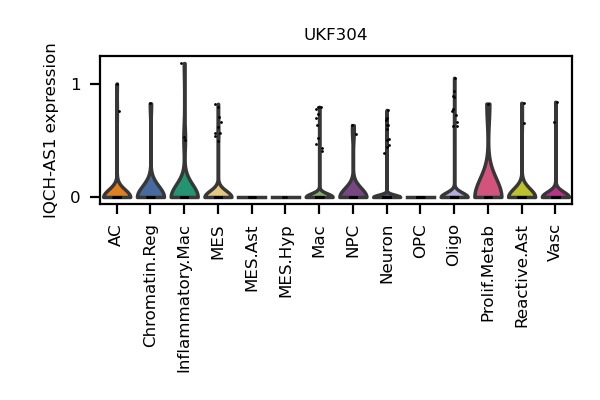 UKF304
IQCH-AS1 expression
1
0
AC
Chromatin.Reg
Inflammatory.Mac
MES
MES.Ast
MES.Hyp
Mac
NPC
Neuron
OPC
Oligo
Prolif.Metab
Reactive.Ast
Vasc